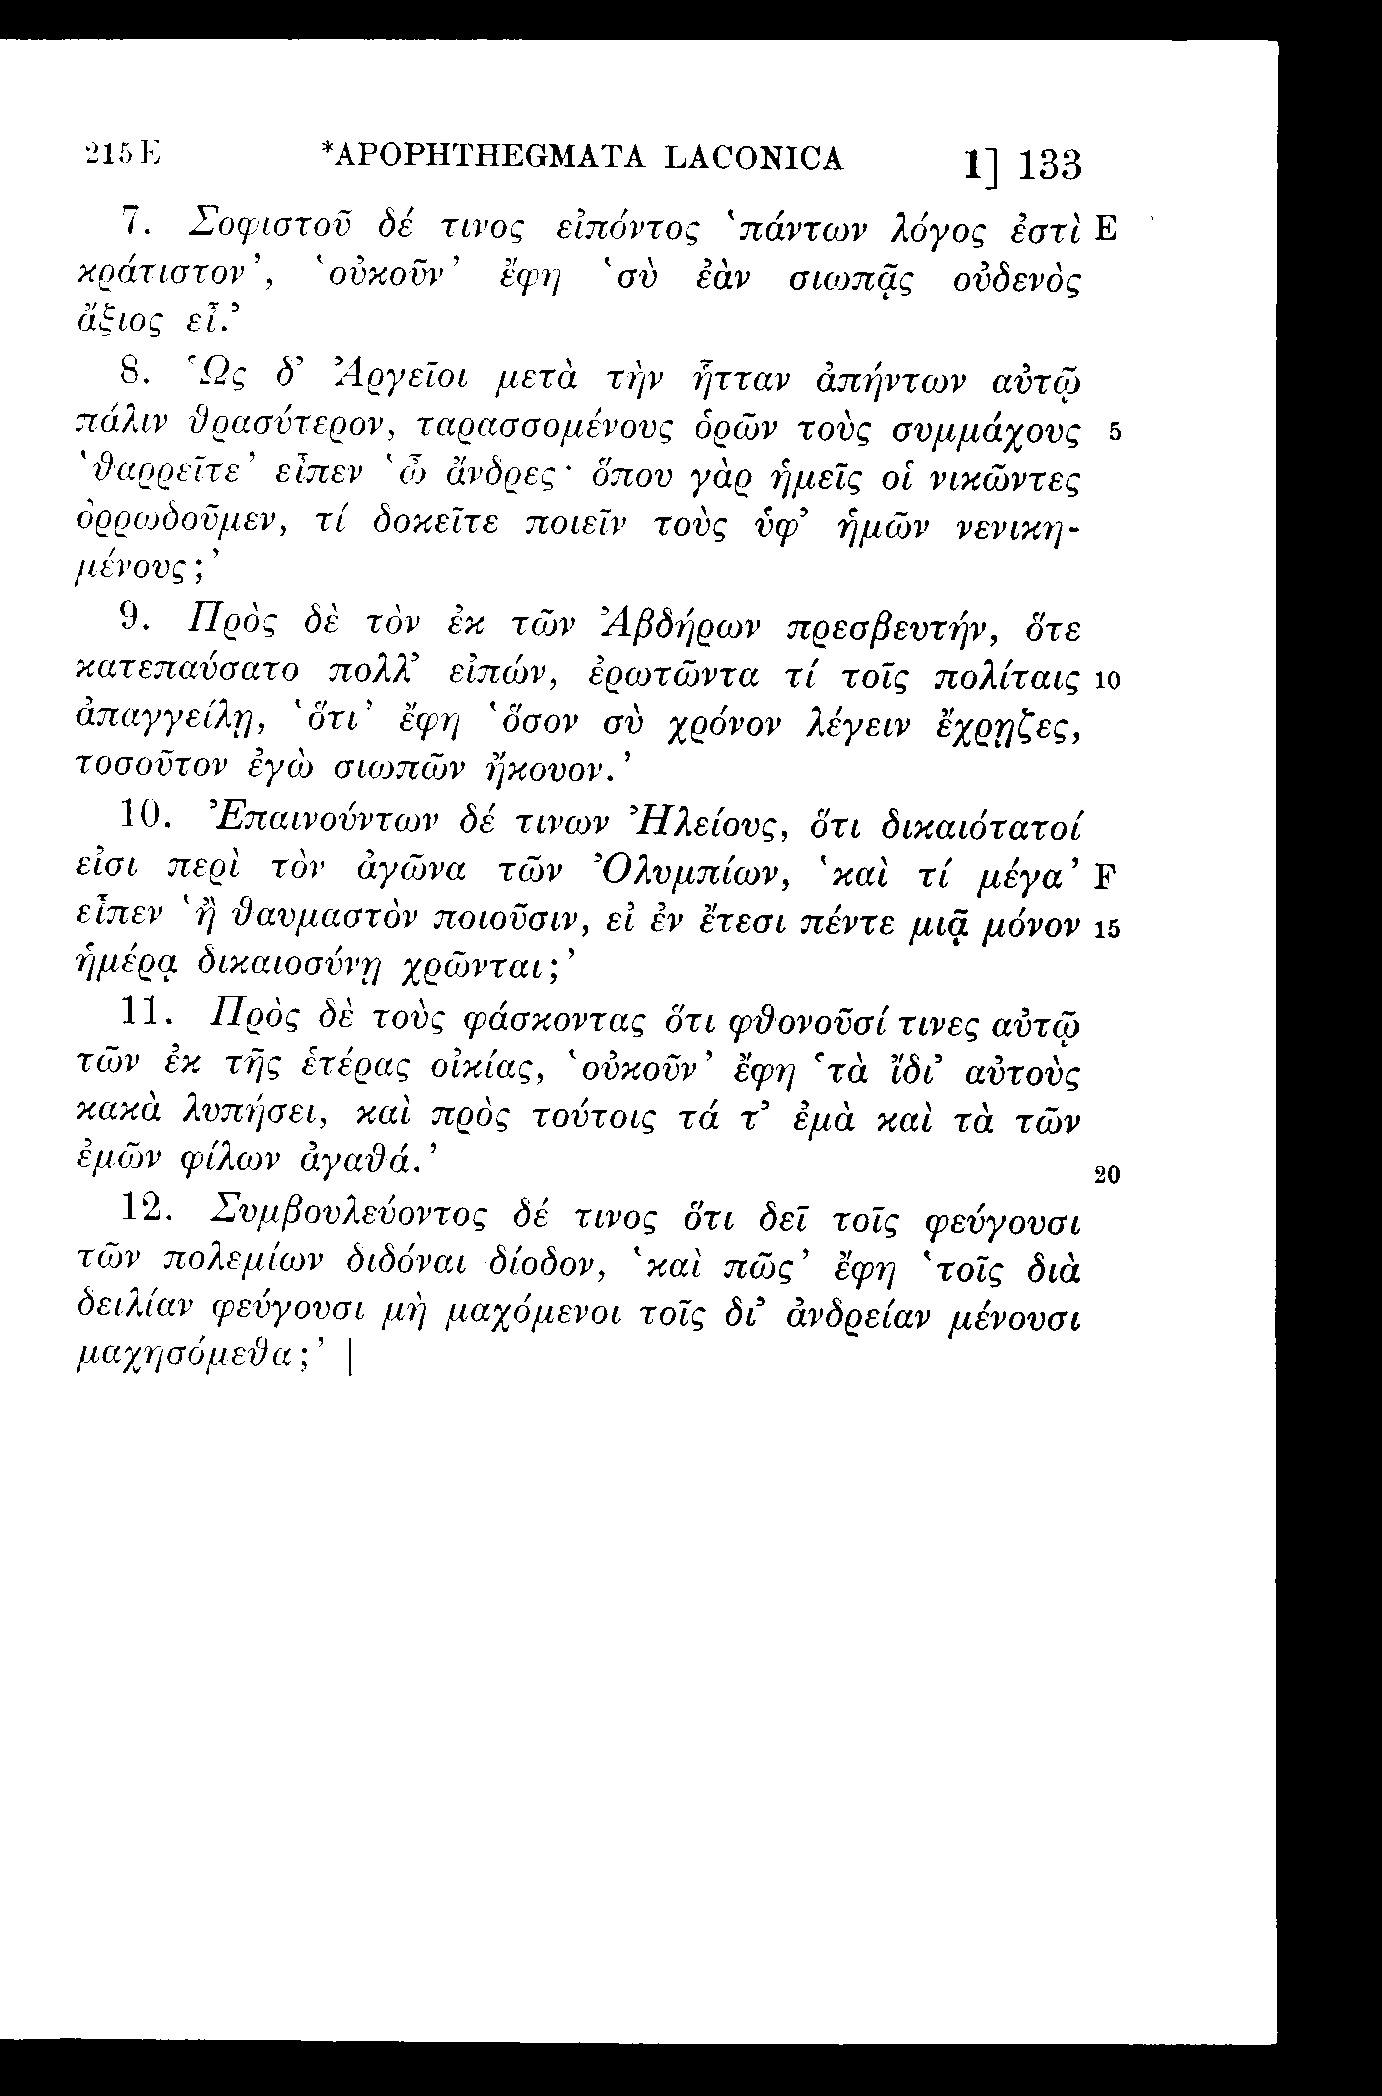 215 E *APOPHTHEGMATA LACONICA 1] 133
7. Σοφιστοῦ δέ τινος εἰπόντος ‘πάντων λόγος ἐστὶ E
κράτιστον’, ‘οὐκοῦν’ ἔφη ‘σὺ ἐὰν σιωπᾷς οὐδενὸς
ἄξιος εἶ.’
8. Ὡς δ’ Ἀργεῖοι μετὰ τὴν ἧτταν ἀπήντων αὐτῷ
πάλιν θρασύτερον, ταρασσομένους ὁρῶν τοὺς συμμάχους 5
‘θαρρεῖτε’ εἶπεν ‘ὦ ἄνδρες· ὅπου γὰρ ἡμεῖς οἱ νικῶντες
ὀρρωδοῦμεν, τί δοκεῖτε ποιεῖν τοὺς ὑφ’ ἡμῶν νενικη-
μένους;’
9. Πρὸς δὲ τὸν ἐκ τῶν Ἀβδήρων πρεσβευτήν, ὅτε
κατεπαύσατο πολλ’ εἰπών, ἐρωτῶντα τί τοῖς πολίταις 10
ἀπαγγείλῃ, ‘ὅτι’ ἔφη ‘ὅσον σὺ χρόνον λέγειν ἔχρῃζες,
τοσοῦτον ἐγὼ σιωπῶν ἤκουον.’
10. Ἐπαινούντων δέ τινων Ἠλείους, ὅτι δικαιότατοί
εἰσι περὶ τὸν ἀγῶνα τῶν Ὀλυμπίων, ‘καὶ τί μέγα’ F
εἶπεν ‘ἢ θαυμαστὸν ποιοῦσιν, εἰ ἐν ἔτεσι πέντε μιᾷ μόνον 15
ἡμέρᾳ δικαιοσύνῃ χρῶνται;’
11. Πρὸς δὲ τοὺς φάσκοντας ὅτι φθονοῦσί τινες αὐτῷ
τῶν ἐκ τῆς ἑτέρας οἰκίας, ‘οὐκοῦν’ ἔφη ‘τὰ ἴδι’ αὐτοὺς
κακὰ λυπήσει, καὶ πρὸς τούτοις τά τ’ ἐμὰ καὶ τὰ τῶν
ἐμῶν φίλων ἀγαθά.’ 20
12. Συμβουλεύοντος δέ τινος ὅτι δεῖ τοῖς φεύγουσι
τῶν πολεμίων διδόναι δίοδον, ‘καὶ πῶς’ ἔφη ‘τοῖς διὰ
δειλίαν φεύγουσι μὴ μαχόμενοι τοῖς δι’ ἀνδρείαν μένουσι
μαχησόμεθα;’ |